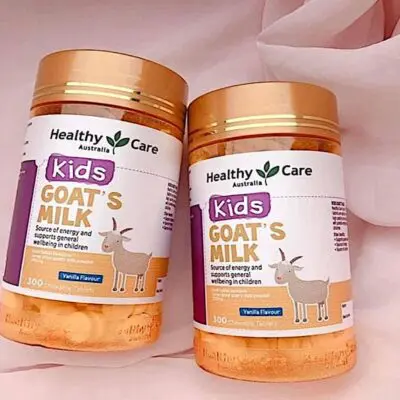 Healthy Care
Australia
Kids
GOAT'S
MILK
Source of energy and
supports general
wellbeing in children
Vanilla Flavour
300 Chewable Tablets
Healthy Care
Australia
Kids
GOAT'S
MILK
Source of energy and
supports general
wellbeing in children
Vanilla Flavour
300 Chewable Tablets